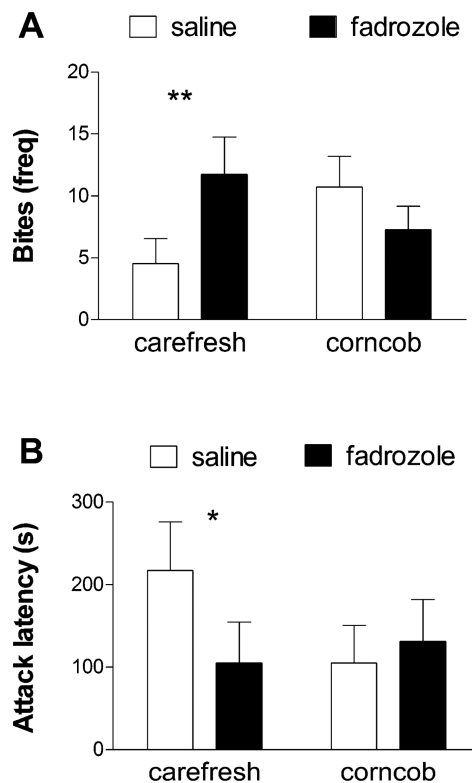 A
saline fadrozole
20
**
15
10
5
0
Bites (freq)
carefresh corncob
B
saline fadrozole
300
*
200
100
0
Attack latency (s)
carefresh corncob